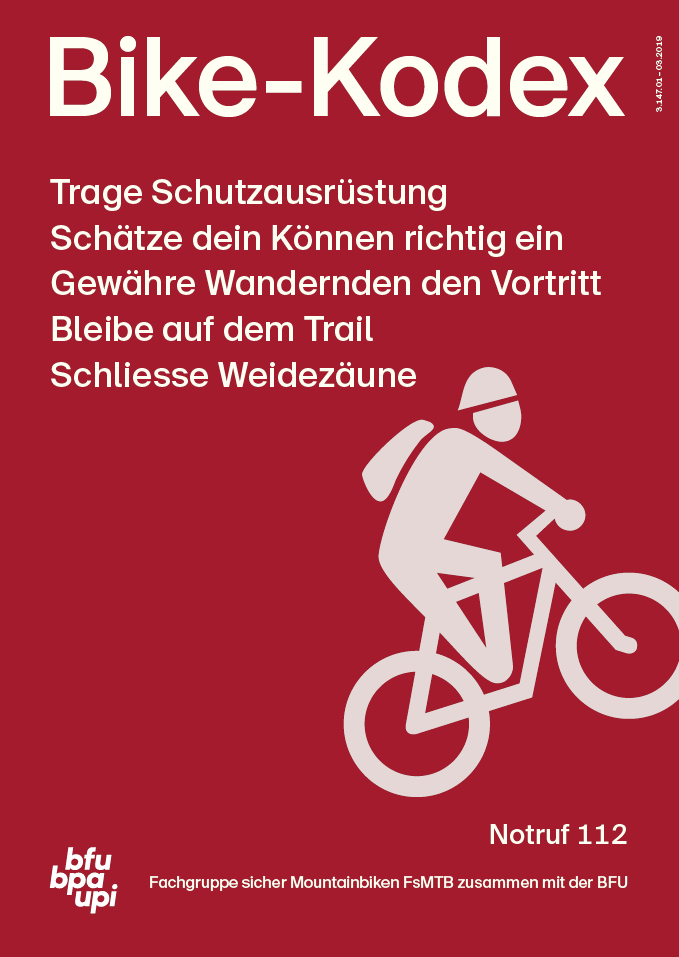 Bike-Kodex
3.147.01 – 03.2019
Trage Schutzausrüstung
Schätze dein Können richtig ein
Gewähre Wandernden den Vortritt
Bleibe auf dem Trail
Schliesse Weidezäune
Notruf 112
bfu
bpa
upi
Fachgruppe sicher Mountainbiken FsMTB zusammen mit der BFU